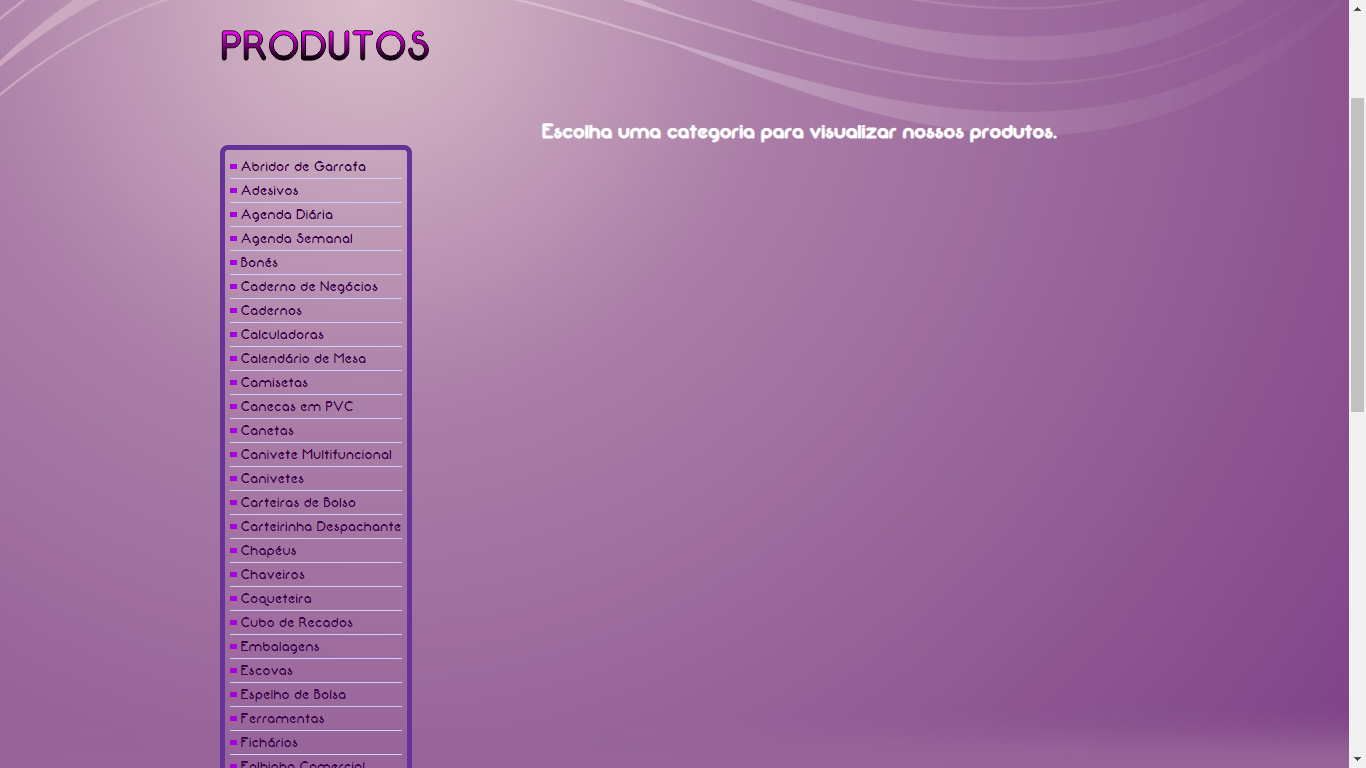 PRODUTOS
Escolha uma categoria para visualizar nossos produtos.
Abridor de Garrafa
Adesivos
Agenda Diária
Agenda Semanal
Bonés
Caderno de Negócios
Cadernos
Calculadoras
Calendário de Mesa
Camisetas
Canecas em PVC
Canetas
Canivete Multifuncional
Canivetes
Carteiras de Bolso
Carteirinha Despachante
Chapéus
Chaveiros
Coqueteira
Cubo de Recados
Embalagens
Escovas
Espelho de Bolsa
Ferramentas
Fichários
Folhinha Comercial